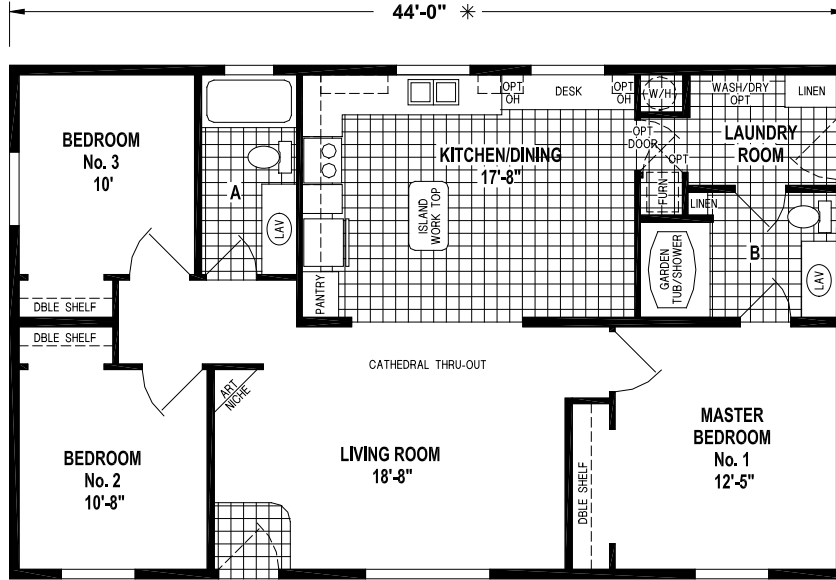 44'-0" ✳
BEDROOM
No. 3
10'
A
LAV
OPT
OH
DESK
OPT
OH
W/H
WASH/DRY
OPT
LINEN
KITCHEN/DINING
17'-8"
OPT
DOOR
OPT
LAUNDRY
ROOM
ISLAND
WORK TOP
FURN
LINEN
B
GARDEN
TUB/SHOWER
LAV
PANTRY
DBLE SHELF
DBLE SHELF
CATHEDRAL THRU-OUT
ART
NICHE
BEDROOM
No. 2
10'-8"
LIVING ROOM
18'-8"
DBLE SHELF
MASTER
BEDROOM
No. 1
12'-5"